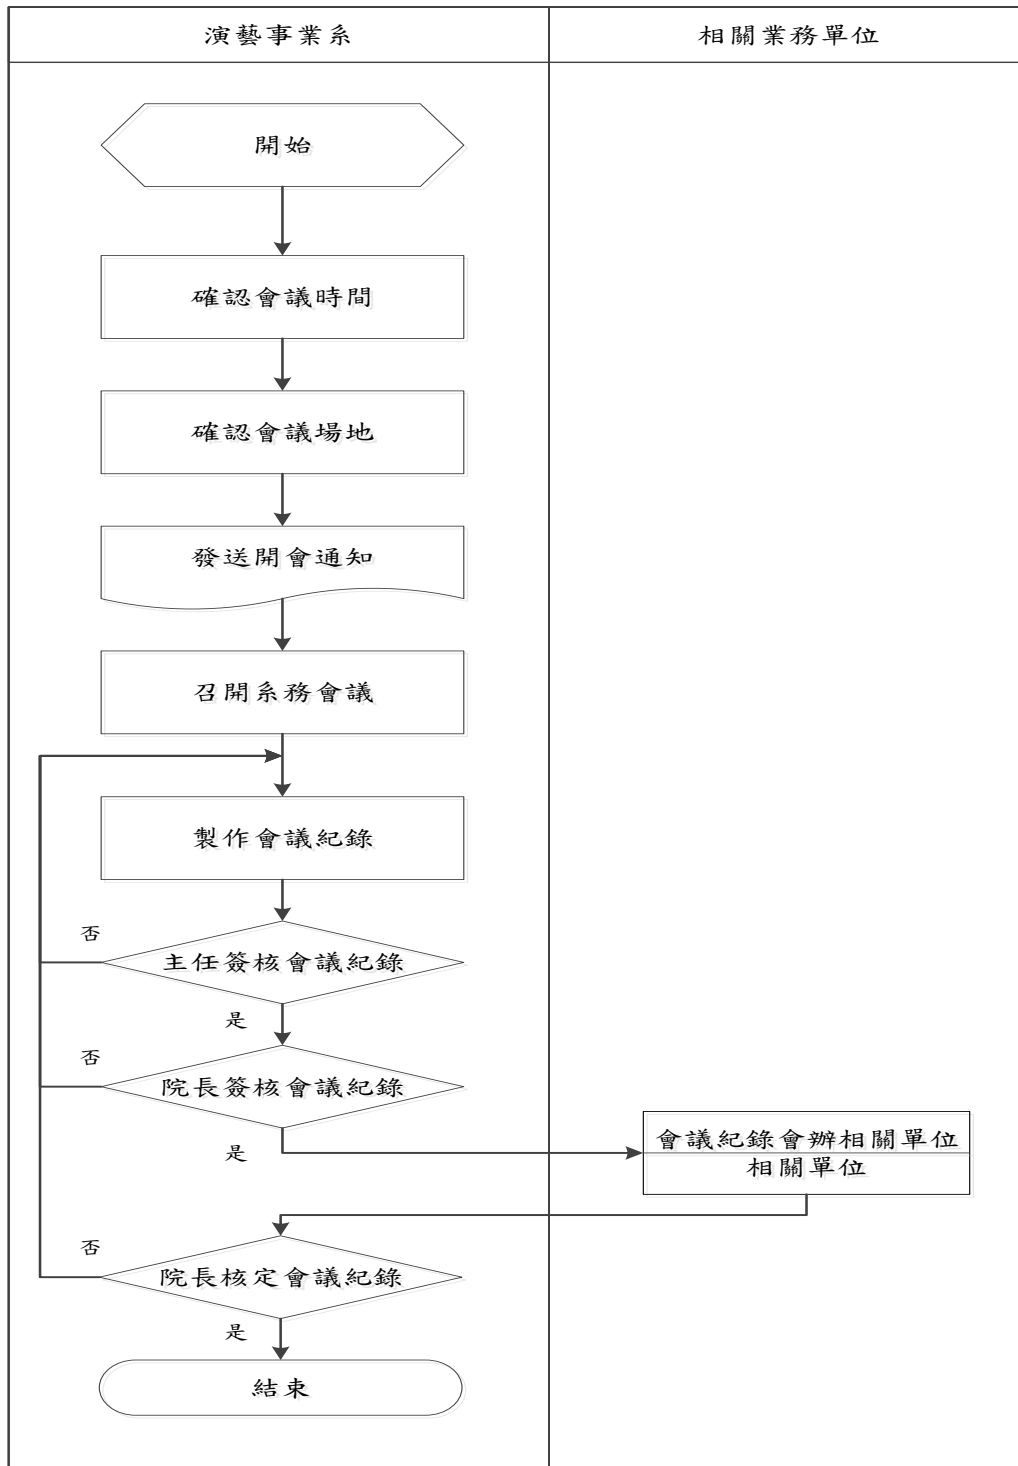 演藝事業系
相關業務單位
開始
確認會議時間
確認會議場地
發送開會通知
召開系務會議
製作會議紀錄
否
主任簽核會議紀錄
是
否
院長簽核會議紀錄
是
會議紀錄會辦相關單位
相關單位
否
院長核定會議紀錄
是
結束